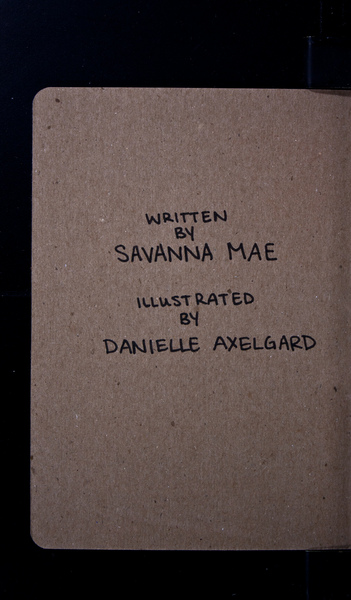 WRITTEN
BY
SAVANNA MAE
ILLUSTRATED
BY
DANIELLE AXELGARD